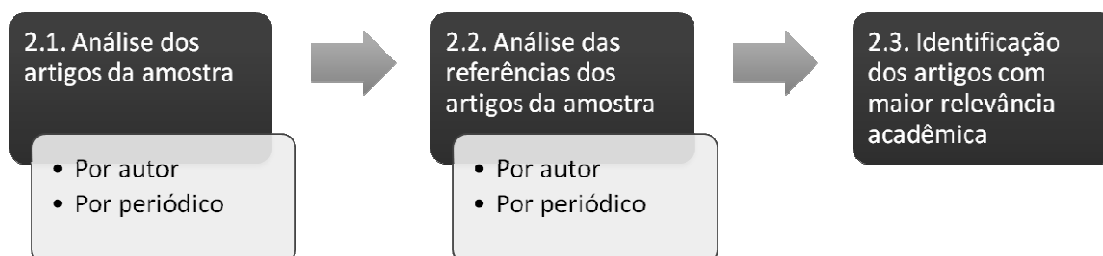 2.1. Análise dos
artigos da amostra
• Por autor
• Por periódico
2.2. Análise das
referências dos
artigos da amostra
• Por autor
• Por periódico
2.3. Identificação
dos artigos com
maior relevância
acadêmica